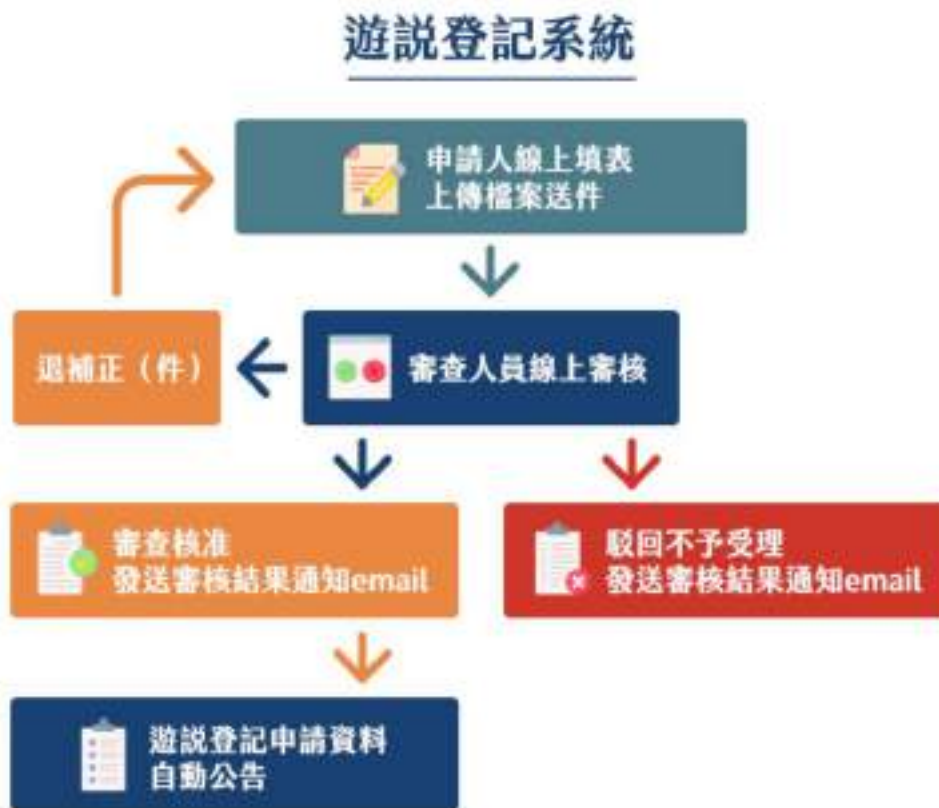 遊説登記系統
申請人線上填表
上傳檔案送件
退補正（件）
審查人員線上審核
審查核准
發送審核結果通知email
駁回不予受理
發送審核結果通知email
遊説登記申請資料
自動公告